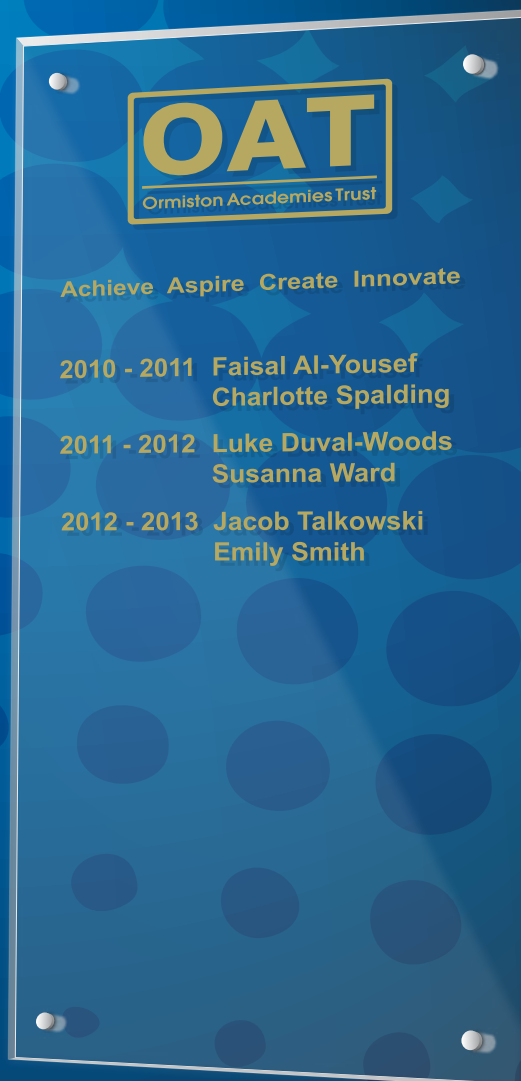 OAT
Ormiston Academies Trust
Achieve Aspire Create Innovate
2010 - 2011 Faisal Al-Yousef
Charlotte Spalding
2011 - 2012 Luke Duval-Woods
Susanna Ward
2012 - 2013 Jacob Talkowski
Emily Smith